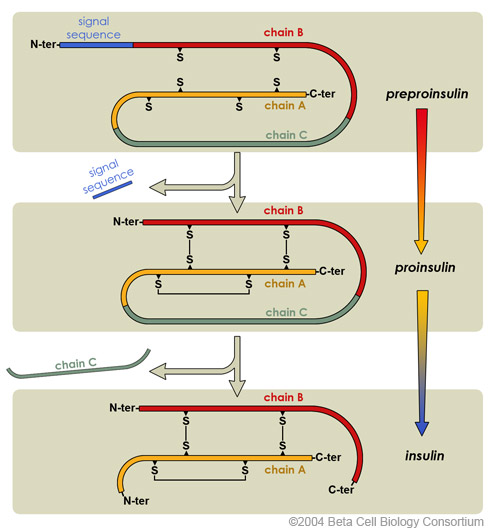 signal
sequence
N-ter
chain B
S S
S S
C-ter
S S
chain A
chain C
preproinsulin
signal
sequence
chain B
N-ter
S S
S S
C-ter
S S
chain A
chain C
proinsulin
chain C
chain B
N-ter
S S
S S
C-ter
S S
chain A
N-ter
C-ter
insulin
©2004 Beta Cell Biology Consortium